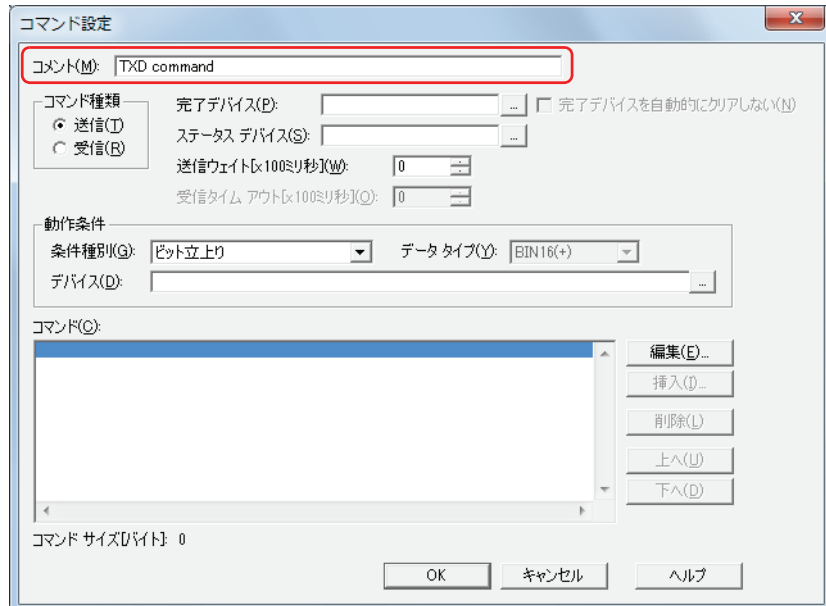 コマンド設定
コメント(M): TXD command
コマンド種類
送信(T)
受信(R)
完了デバイス(P): ... 完了デバイスを自動的にクリアしない(N)
ステータス デバイス(S): ...
送信ウェイト[x100ミリ秒](W): 0
受信タイム アウト[x100ミリ秒](O): 0
動作条件
条件種別(G): ビット立上り データ タイプ(Y): BIN16(+)
デバイス(D): ...
コマンド(C):
編集(E)...
挿入(I)...
削除(L)
上へ(U)
下へ(D)
コマンド サイズ[バイト]: 0
OK キャンセル ヘルプ